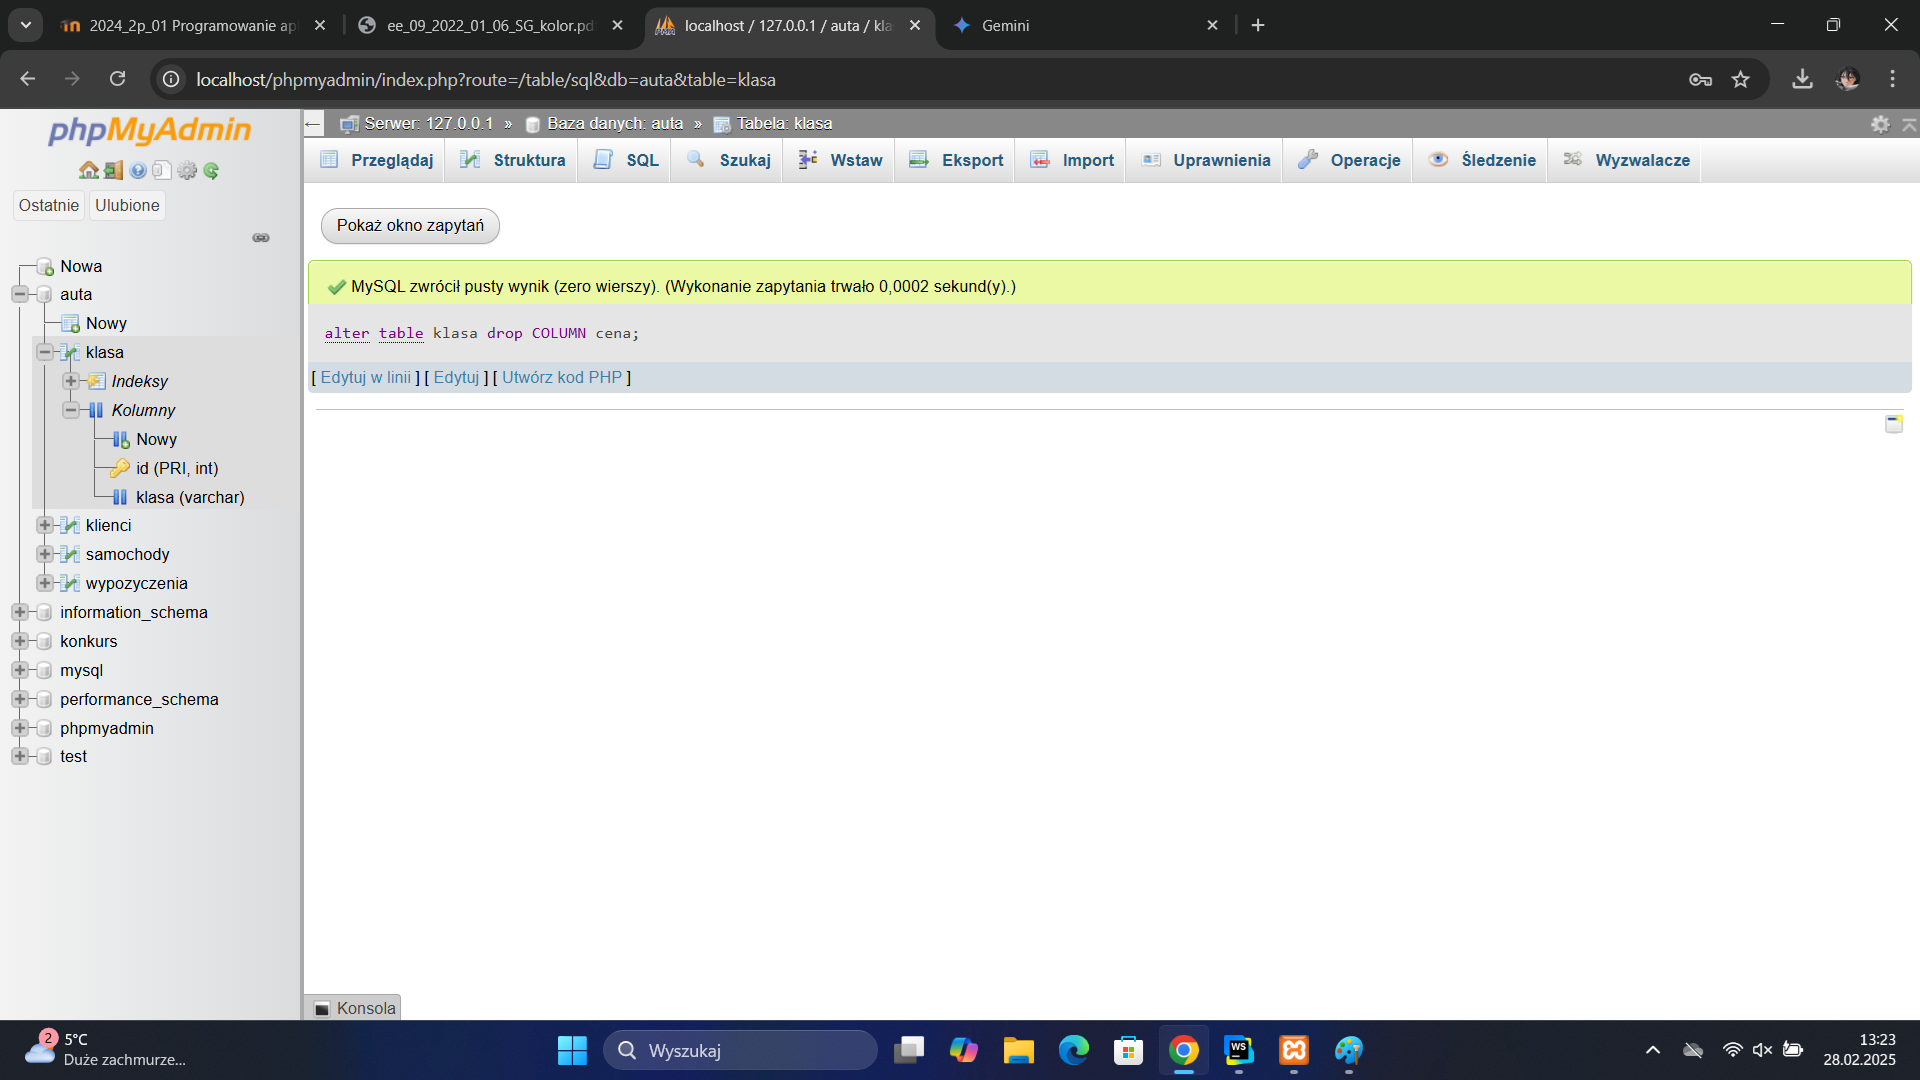 2024_2p_01 Programowanie ap
ee_09_2022_01_06_SG_kolor.pd
localhost / 127.0.0.1 / auta / kla
Gemini
localhost/phpmyadmin/index.php?route=/table/sql&db=auta&table=klasa
phpMyAdmin
Ostatnie
Ulubione
Nowa
auta
Nowy
klasa
Indeksy
Kolumny
Nowy
id (PRI, int)
klasa (varchar)
klienci
samochody
wypozyczenia
information_schema
konkurs
mysql
performance_schema
phpmyadmin
test
Serwer: 127.0.0.1 » Baza danych: auta » Tabela: klasa
Przeglądaj
Struktura
SQL
Szukaj
Wstaw
Eksport
Import
Uprawnienia
Operacje
Śledzenie
Wyzwalacze
Pokaż okno zapytań
MySQL zwrócił pusty wynik (zero wierszy). (Wykonanie zapytania trwało 0,0002 sekund(y).)
alter table klasa drop COLUMN cena;
[ Edytuj w linii ] [ Edytuj ] [ Utwórz kod PHP ]
Konsola
2
5°C
Duże zachmurze...
Wyszukaj
WS
13:23
28.02.2025